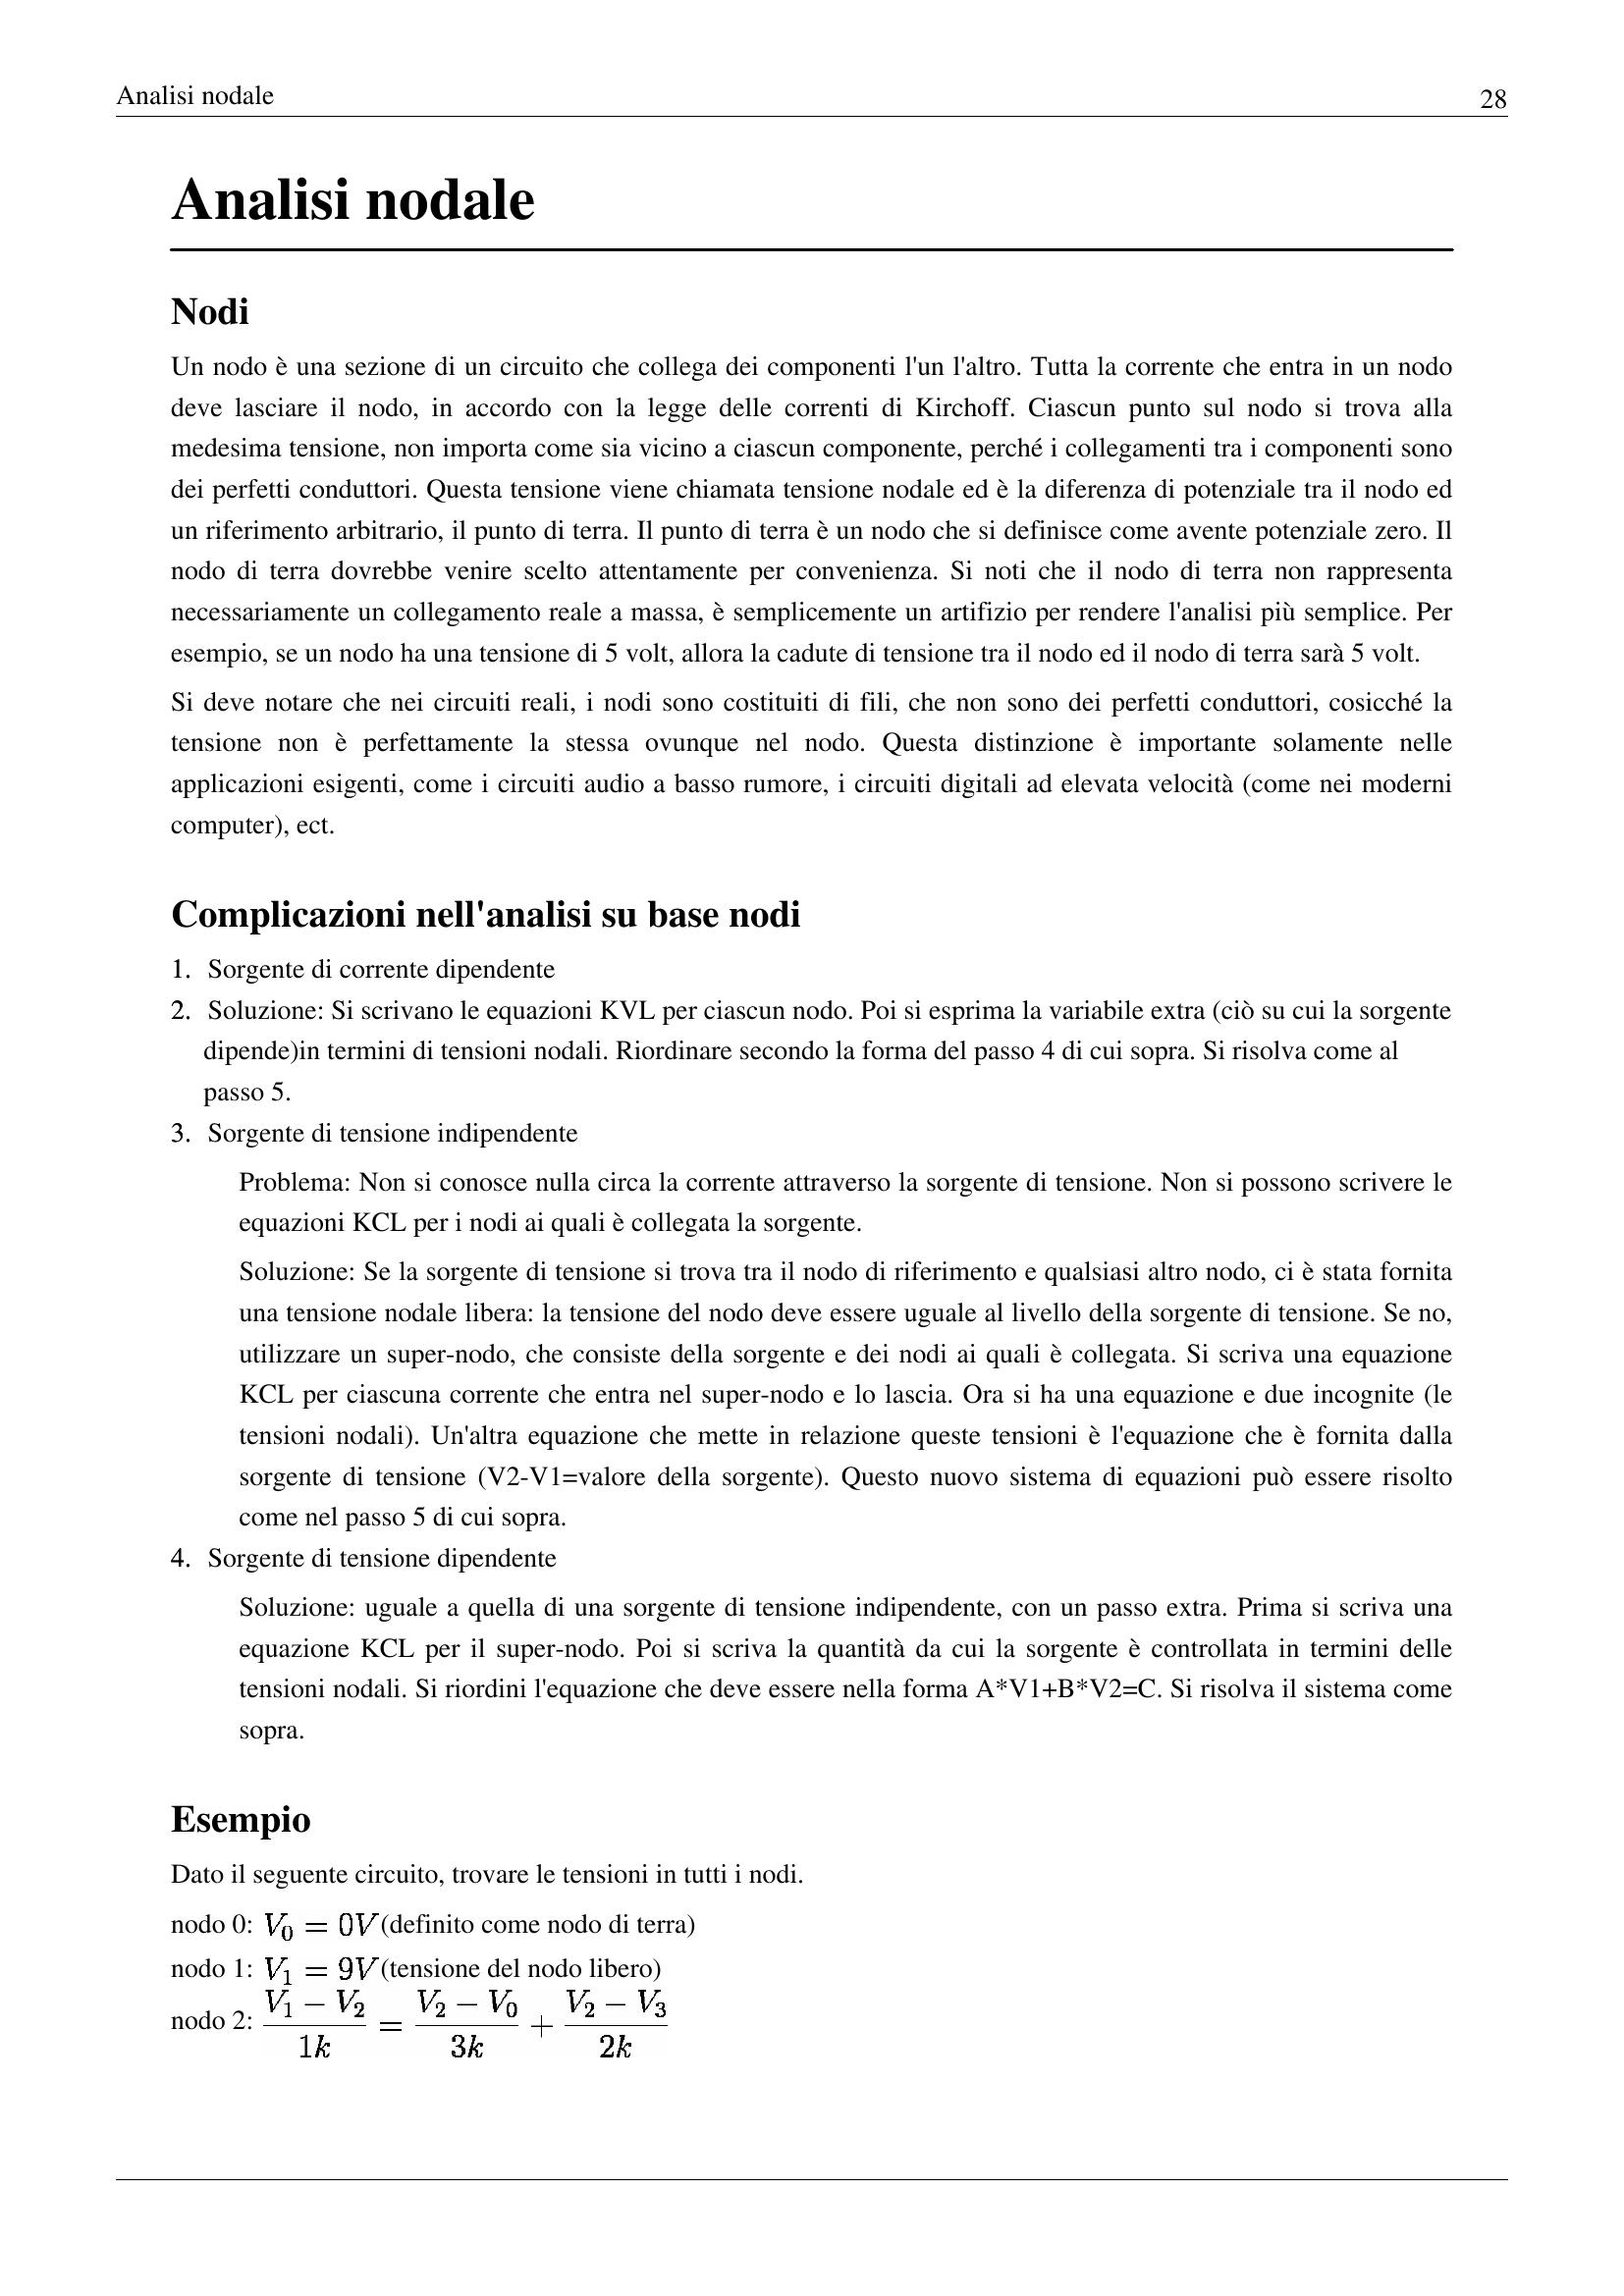 Analisi nodale 28
Analisi nodale
Nodi
Un nodo è una sezione di un circuito che collega dei componenti l'un l'altro. Tutta la corrente che entra in un nodo
deve lasciare il nodo, in accordo con la legge delle correnti di Kirchoff. Ciascun punto sul nodo si trova alla
medesima tensione, non importa come sia vicino a ciascun componente, perché i collegamenti tra i componenti sono
dei perfetti conduttori. Questa tensione viene chiamata tensione nodale ed è la diferenza di potenziale tra il nodo ed
un riferimento arbitrario, il punto di terra. Il punto di terra è un nodo che si definisce come avente potenziale zero. Il
nodo di terra dovrebbe venire scelto attentamente per convenienza. Si noti che il nodo di terra non rappresenta
necessariamente un collegamento reale a massa, è semplicemente un artifizio per rendere l'analisi più semplice. Per
esempio, se un nodo ha una tensione di 5 volt, allora la cadute di tensione tra il nodo ed il nodo di terra sarà 5 volt.
Si deve notare che nei circuiti reali, i nodi sono costituiti di fili, che non sono dei perfetti conduttori, cosicché la
tensione non è perfettamente la stessa ovunque nel nodo. Questa distinzione è importante solamente nelle
applicazioni esigenti, come i circuiti audio a basso rumore, i circuiti digitali ad elevata velocità (come nei moderni
computer), ect.
Complicazioni nell'analisi su base nodi
1. Sorgente di corrente dipendente
2. Soluzione: Si scrivano le equazioni KVL per ciascun nodo. Poi si esprima la variabile extra (ciò su cui la sorgente
dipende)in termini di tensioni nodali. Riordinare secondo la forma del passo 4 di cui sopra. Si risolva come al
passo 5.
3. Sorgente di tensione indipendente
Problema: Non si conosce nulla circa la corrente attraverso la sorgente di tensione. Non si possono scrivere le
equazioni KCL per i nodi ai quali è collegata la sorgente.
Soluzione: Se la sorgente di tensione si trova tra il nodo di riferimento e qualsiasi altro nodo, ci è stata fornita
una tensione nodale libera: la tensione del nodo deve essere uguale al livello della sorgente di tensione. Se no,
utilizzare un super-nodo, che consiste della sorgente e dei nodi ai quali è collegata. Si scriva una equazione
KCL per ciascuna corrente che entra nel super-nodo e lo lascia. Ora si ha una equazione e due incognite (le
tensioni nodali). Un'altra equazione che mette in relazione queste tensioni è l'equazione che è fornita dalla
sorgente di tensione (V2-V1=valore della sorgente). Questo nuovo sistema di equazioni può essere risolto
come nel passo 5 di cui sopra.
4. Sorgente di tensione dipendente
Soluzione: uguale a quella di una sorgente di tensione indipendente, con un passo extra. Prima si scriva una
equazione KCL per il super-nodo. Poi si scriva la quantità da cui la sorgente è controllata in termini delle
tensioni nodali. Si riordini l'equazione che deve essere nella forma A*V1+B*V2=C. Si risolva il sistema come
sopra.
Esempio
Dato il seguente circuito, trovare le tensioni in tutti i nodi.
nodo 0: V₀ = 0V(definito come nodo di terra)
nodo 1: V₁ = 9V(tensione del nodo libero)
nodo 2: (V₁ − V₂)/1k = (V₂ − V₀)/3k + (V₂ − V₃)/2k